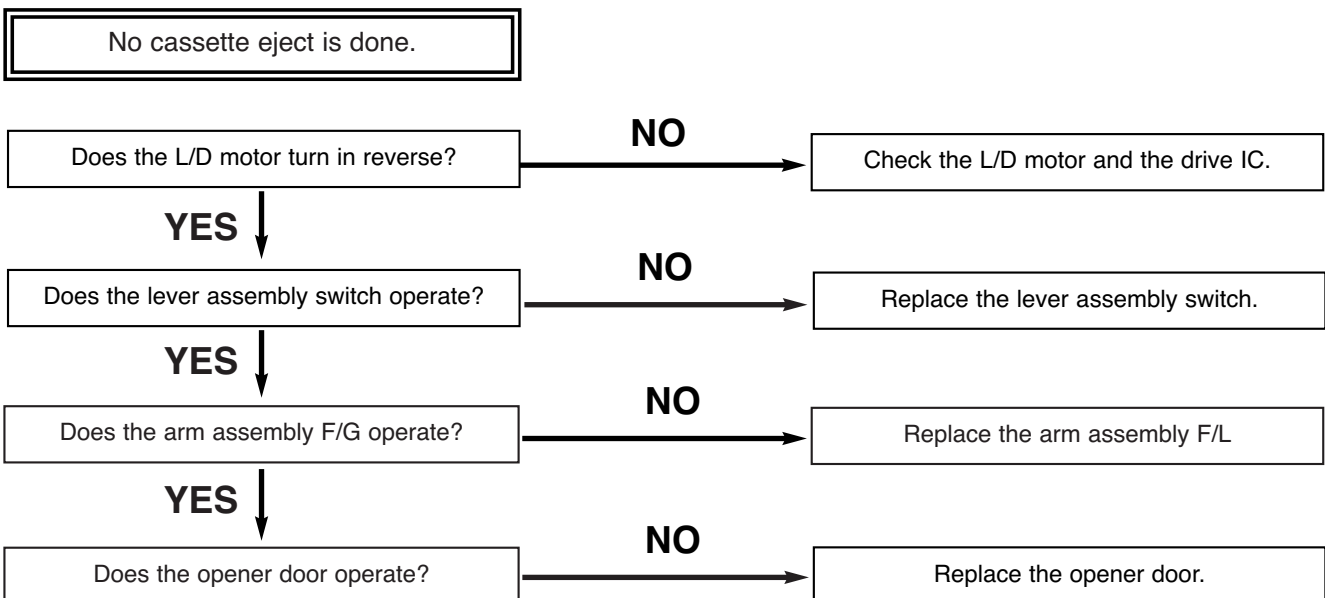 No cassette eject is done.
Does the L/D motor turn in reverse?
NO
Check the L/D motor and the drive IC.
YES
Does the lever assembly switch operate?
NO
Replace the lever assembly switch.
YES
Does the arm assembly F/G operate?
NO
Replace the arm assembly F/L
YES
Does the opener door operate?
NO
Replace the opener door.